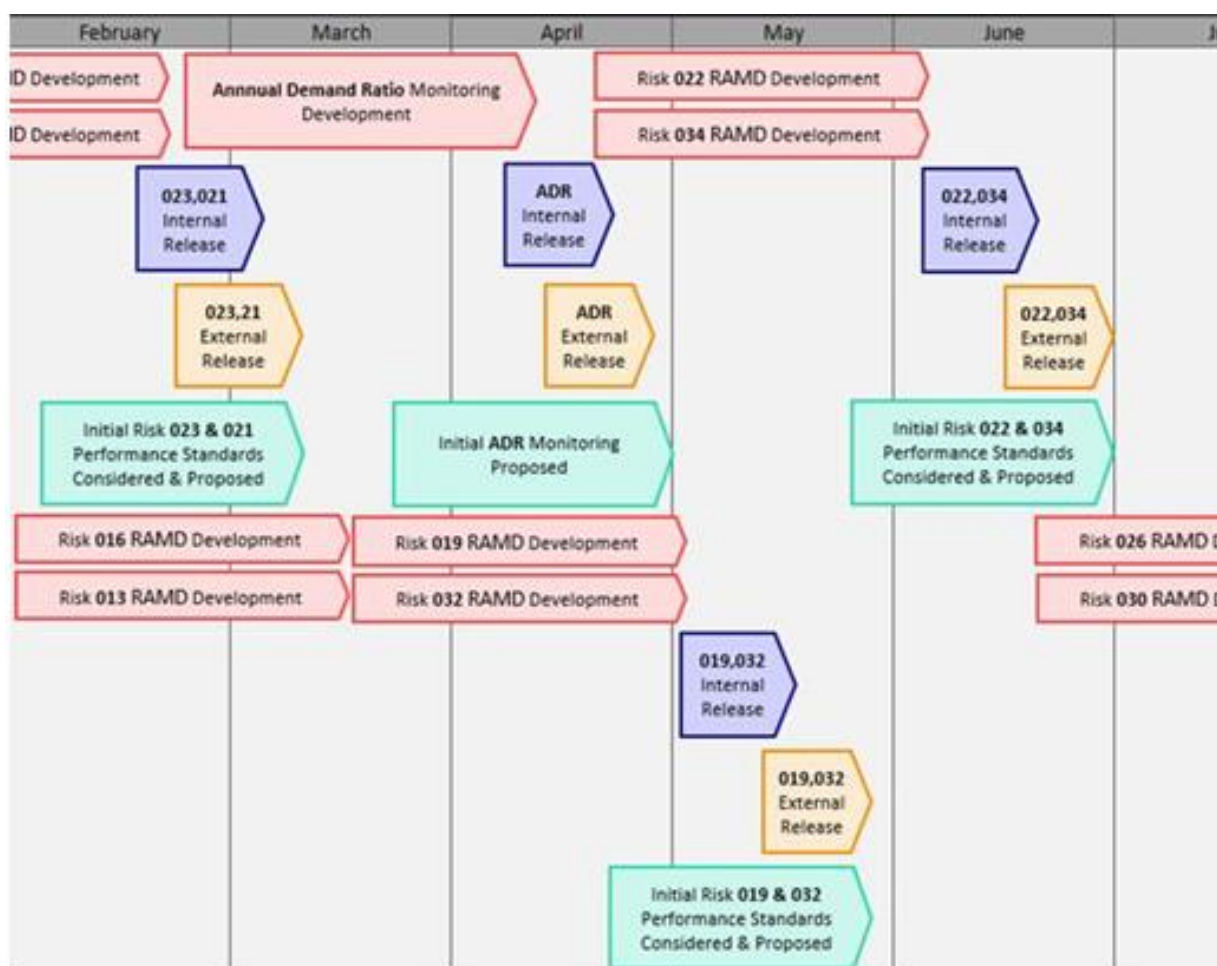 February March April May June J
MD Development
Annnual Demand Ratio Monitoring
Development
Risk 022 RAMD Development
MD Development
Risk 034 RAMD Development
023,021
Internal
Release
ADR
Internal
Release
022,034
Internal
Release
023,21
External
Release
ADR
External
Release
022,034
External
Release
Initial Risk 023 & 021
Performance Standards
Considered & Proposed
Initial ADR Monitoring
Proposed
Initial Risk 022 & 034
Performance Standards
Considered & Proposed
Risk 016 RAMD Development
Risk 019 RAMD Development
Risk 026 RAMD
Risk 013 RAMD Development
Risk 032 RAMD Development
Risk 030 RAMD
019,032
Internal
Release
019,032
External
Release
Initial Risk 019 & 032
Performance Standards
Considered & Proposed